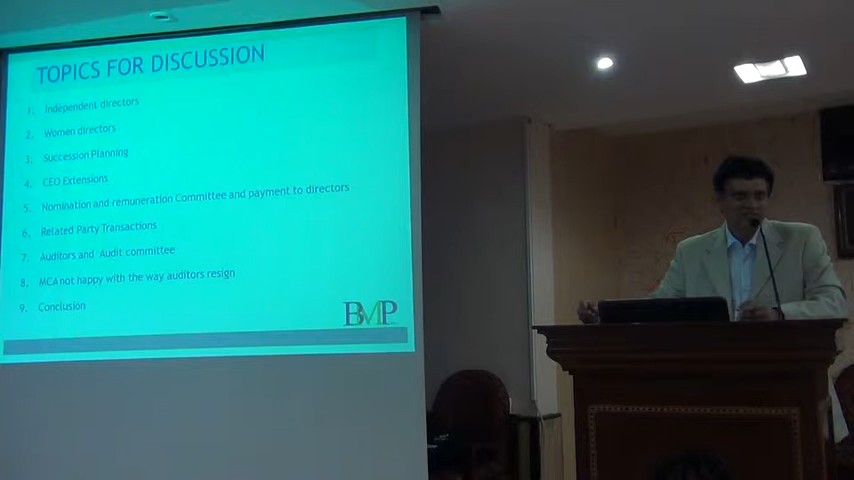 TOPICS FOR DISCUSSION
1. Independent directors
2. Women directors
3. Succession Planning
4. CEO Extensions
5. Nomination and remuneration Committee and payment to directors
6. Related Party Transactions
7. Auditors and Audit committee
8. MCA not happy with the way auditors resign
9. Conclusion
BMP